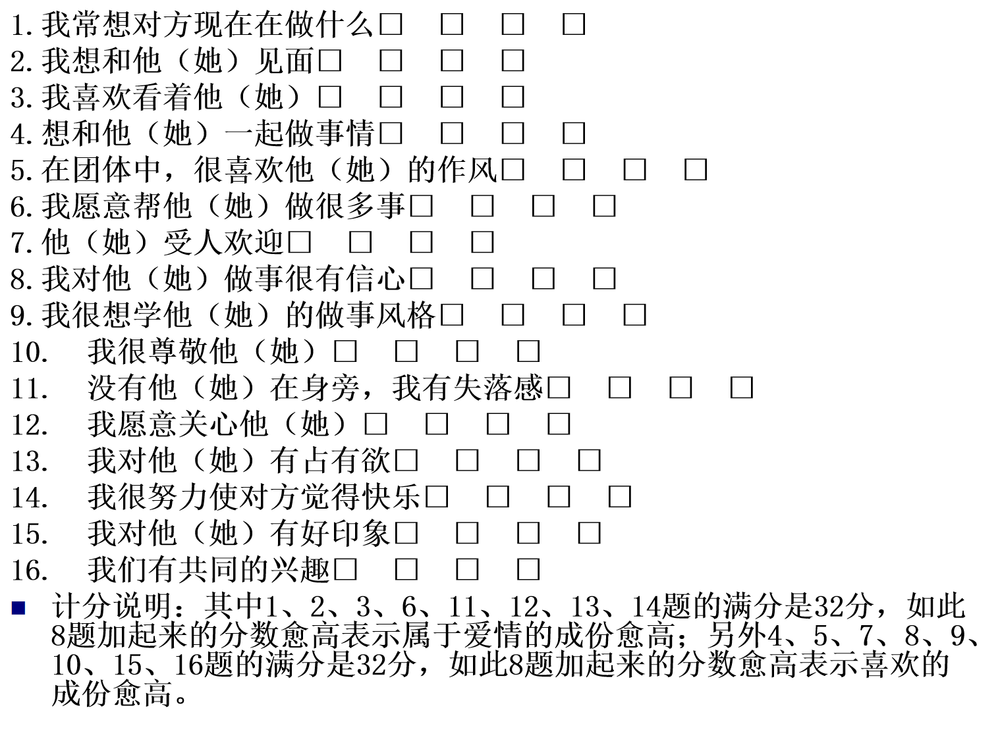 1.我常想对方现在在做什么□ □ □ □
2.我想和他（她）见面□ □ □ □
3.我喜欢看着他（她）□ □ □ □
4.想和他（她）一起做事情□ □ □ □
5.在团体中，很喜欢他（她）的作风□ □ □ □
6.我愿意帮他（她）做很多事□ □ □ □
7.他（她）受人欢迎□ □ □ □
8.我对他（她）做事很有信心□ □ □ □
9.我很想学他（她）的做事风格□ □ □ □
10. 我很尊敬他（她）□ □ □ □
11. 没有他（她）在身旁，我有失落感□ □ □ □
12. 我愿意关心他（她）□ □ □ □
13. 我对他（她）有占有欲□ □ □ □
14. 我很努力使对方觉得快乐□ □ □ □
15. 我对他（她）有好印象□ □ □ □
16. 我们有共同的兴趣□ □ □ □
■ 计分说明：其中1、2、3、6、11、12、13、14题的满分是32分，如此
8题加起来的分数愈高表示属于爱情的成份愈高；另外4、5、7、8、9、
10、15、16题的满分是32分，如此8题加起来的分数愈高表示喜欢的
成份愈高。